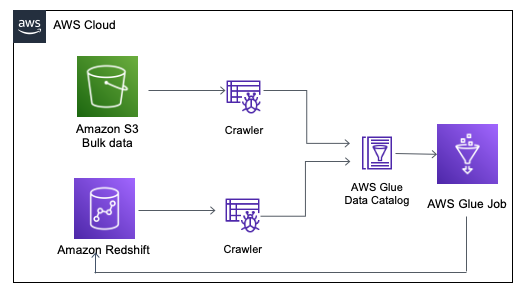 aws
AWS Cloud
Amazon S3
Bulk data
Crawler
AWS Glue
Data Catalog
AWS Glue Job
Amazon Redshift
Crawler